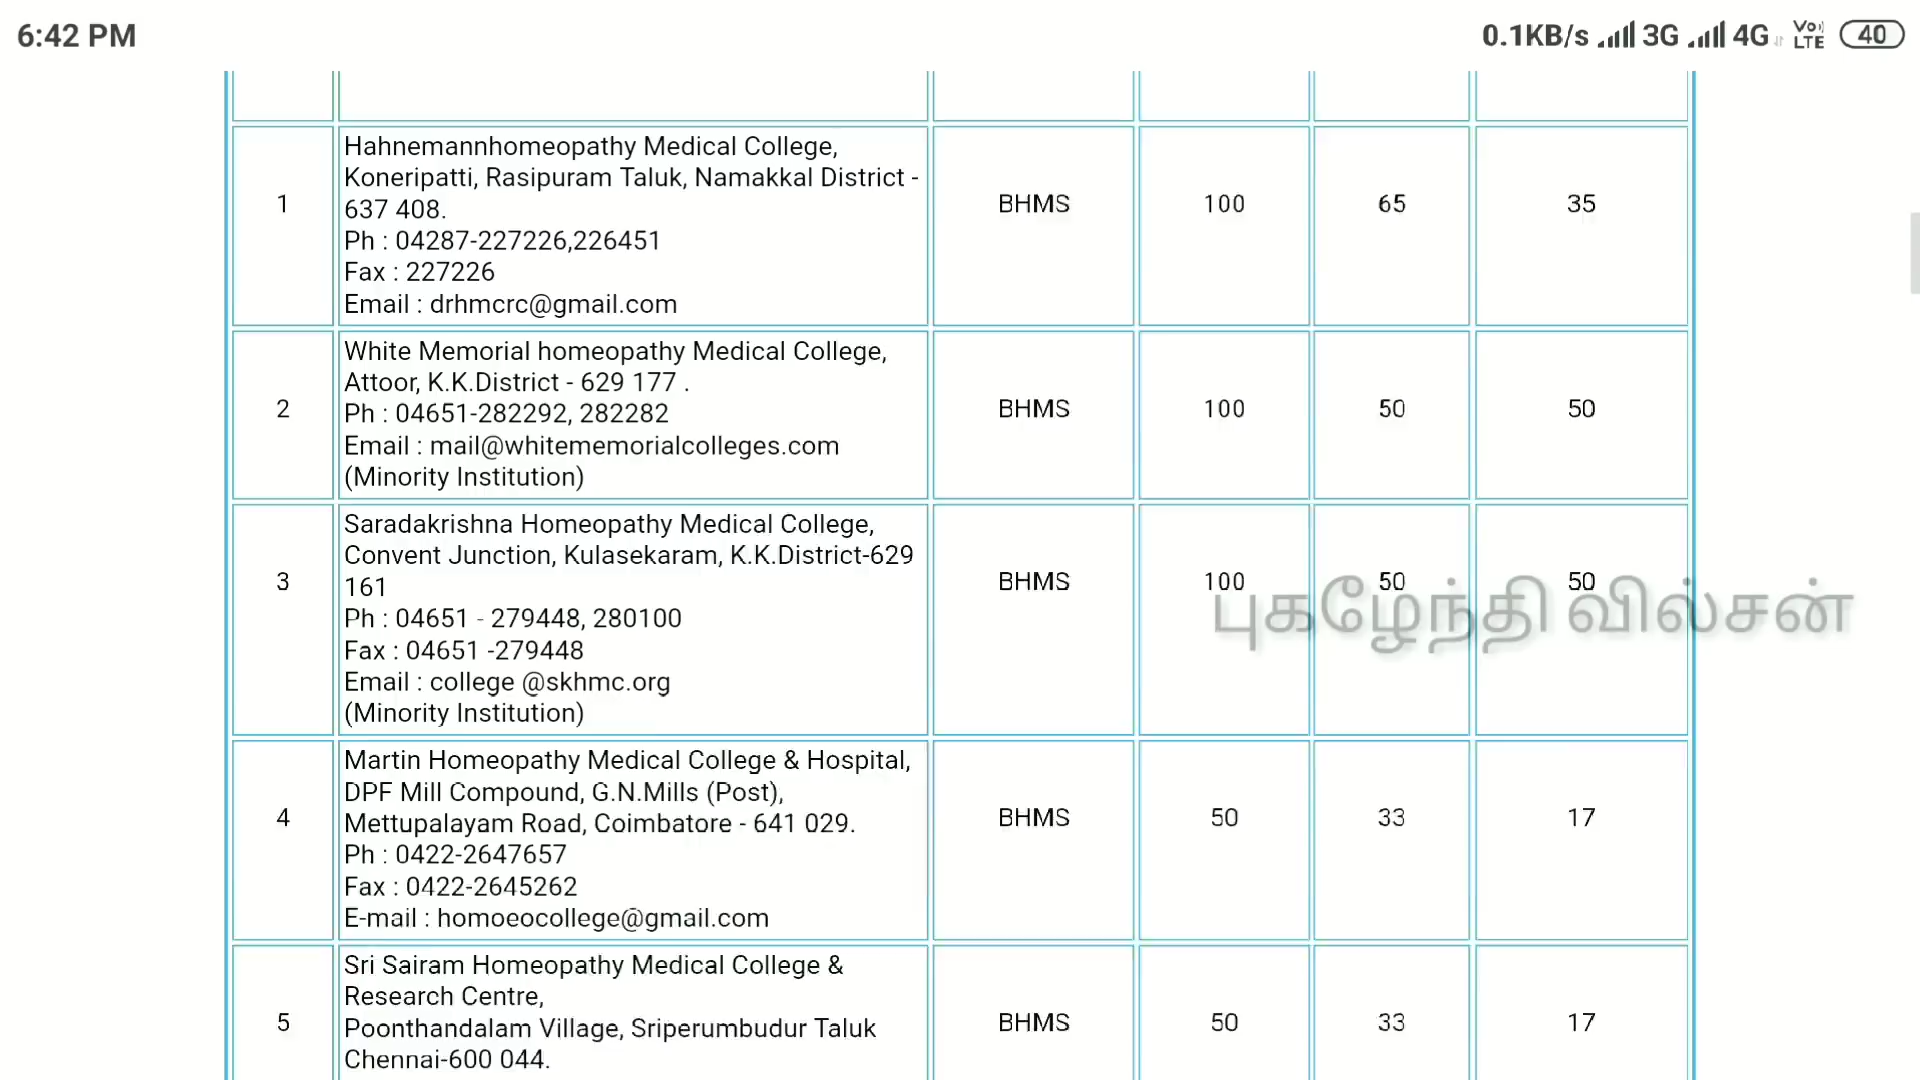 6:42 PM
0.1KB/s 3G 4G Vo) LTE 40
1
Hahnemannhomeopathy Medical College,
Koneripatti, Rasipuram Taluk, Namakkal District -
637 408.
Ph : 04287-227226,226451
Fax : 227226
Email : drhmcrc@gmail.com
BHMS
100
65
35
2
White Memorial homeopathy Medical College,
Attoor, K.K.District - 629 177 .
Ph : 04651-282292, 282282
Email : mail@whitememorialcolleges.com
(Minority Institution)
BHMS
100
50
50
3
Saradakrishna Homeopathy Medical College,
Convent Junction, Kulasekaram, K.K.District-629
161
Ph : 04651 - 279448, 280100
Fax : 04651 -279448
Email : college @skhmc.org
(Minority Institution)
BHMS
100
50
50
புகழேந்தி வில்சன்
4
Martin Homeopathy Medical College & Hospital,
DPF Mill Compound, G.N.Mills (Post),
Mettupalayam Road, Coimbatore - 641 029.
Ph : 0422-2647657
Fax : 0422-2645262
E-mail : homoeocollege@gmail.com
BHMS
50
33
17
5
Sri Sairam Homeopathy Medical College &
Research Centre,
Poonthandalam Village, Sriperumbudur Taluk
Chennai-600 044.
BHMS
50
33
17